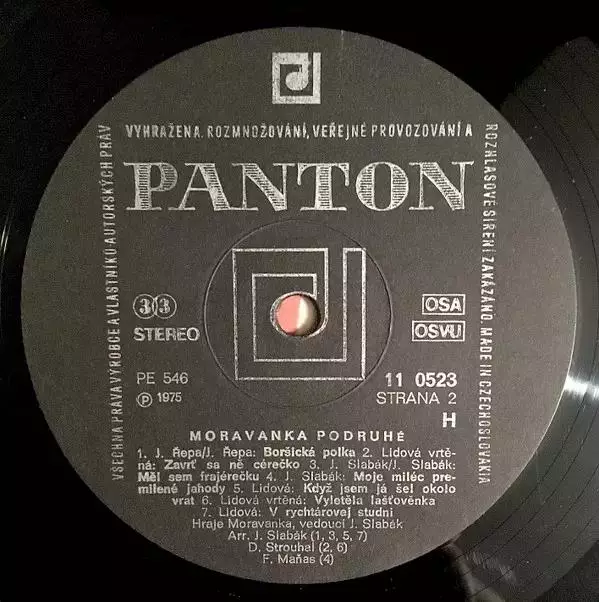 VŠECHNA PRÁVA VÝROBCE A VLASTNÍKŮ AUTORSKÝCH PRÁV
VYHRAŽENA. ROZMNOŽOVÁNÍ, VEŘEJNÉ PROVOZOVÁNÍ A
ROZHLASOVÉ ŠÍŘENÍ ZAKÁZÁNO. MADE IN CZECHOSLOVAKIA
PANTON
33
STEREO
OSA
OSVU
PE 546
℗ 1975
11 0523
STRANA 2
H
MORAVANKA PODRUHÉ
1. J. Řepa/J. Řepa: Boršická polka 2. Lidová vrtě-
ná: Zavrť sa ně cérečko 3. J. Slabák/J. Slabák:
Měl sem frajérečku 4. J. Slabák: Moje miléc pre-
milené jahody 5. Lidová: Když jsem já šel okolo
vrat 6. Lidová vrtěná: Vyletěla lašťověnka
7. Lidová: V rychtárovej studni
Hraje Moravanka, vedoucí J. Slabák
Arr. J. Slabák (1, 3, 5, 7)
D. Strouhal (2, 6)
F. Maňas (4)